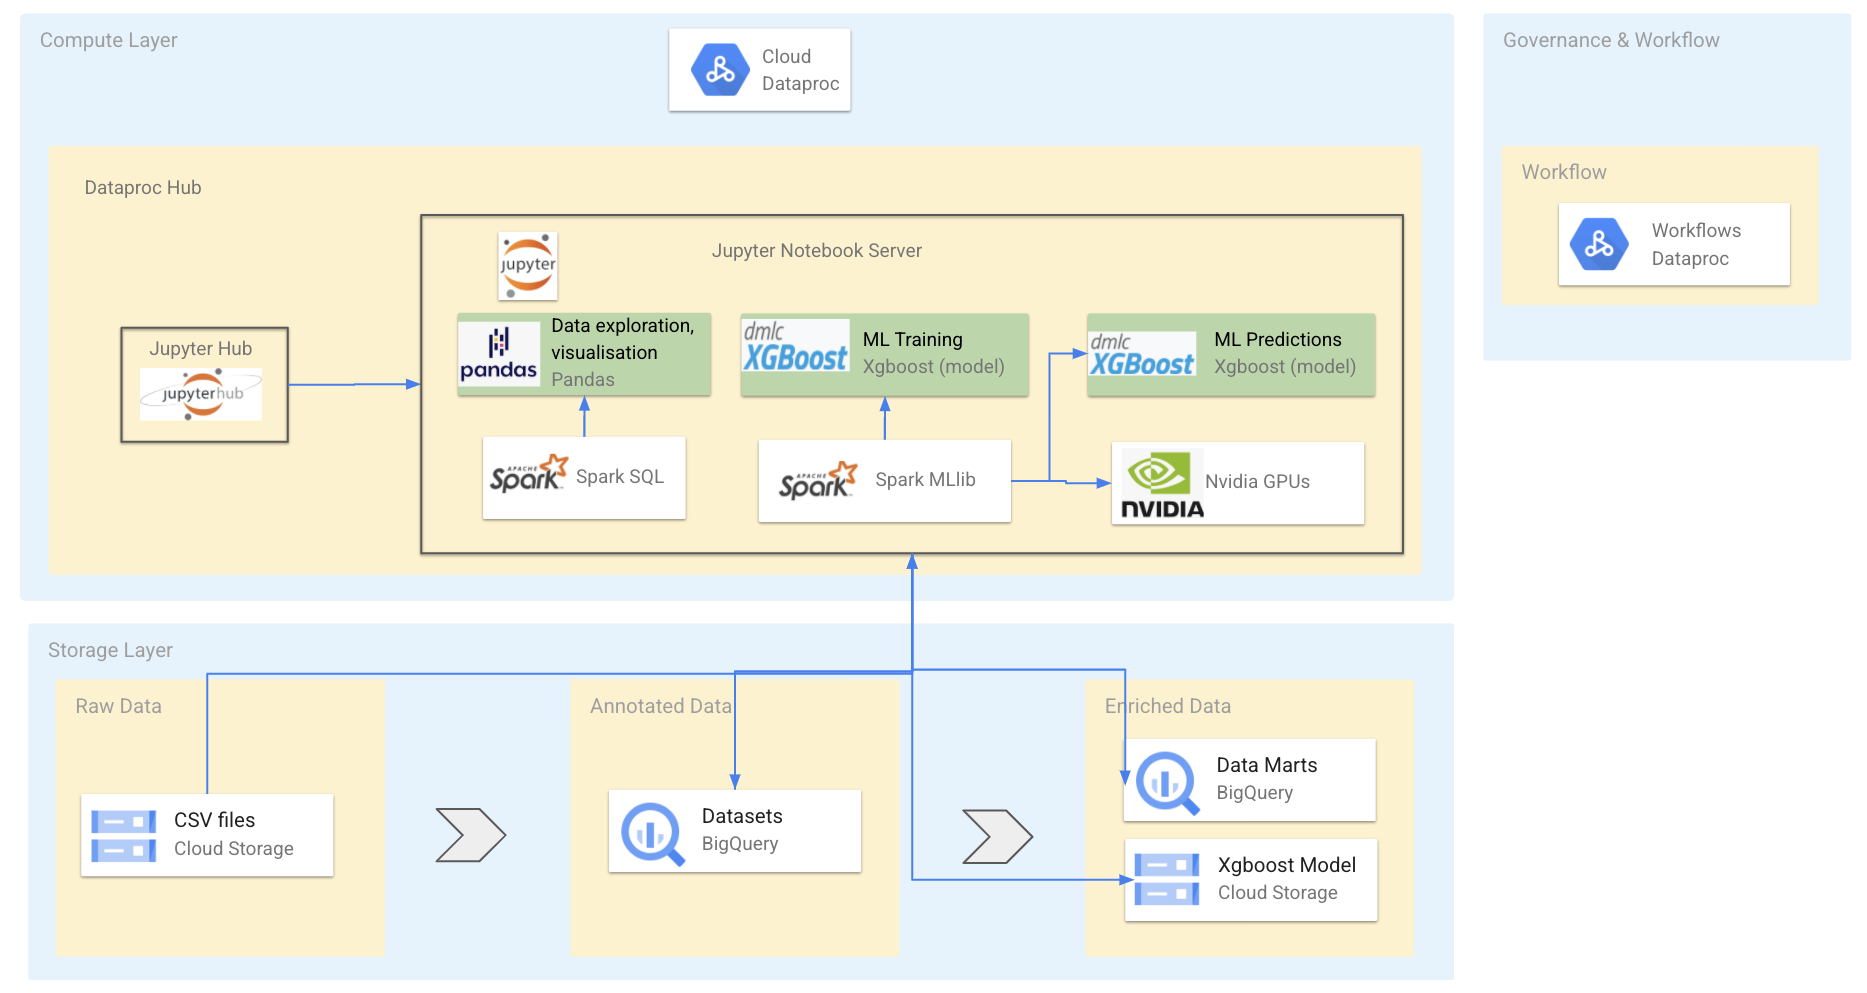 Compute Layer
Cloud
Dataproc
Governance & Workflow
Workflow
Workflows
Dataproc
Dataproc Hub
Jupyter Notebook Server
jupyter
Jupyter Hub
jupyterhub
pandas
Data exploration,
visualisation
Pandas
dmlc
XGBoost
ML Training
Xgboost (model)
dmlc
XGBoost
ML Predictions
Xgboost (model)
APACHE
Spark
Spark SQL
APACHE
Spark
Spark MLlib
NVIDIA
Nvidia GPUs
Storage Layer
Raw Data
CSV files
Cloud Storage
Annotated Data
Datasets
BigQuery
Enriched Data
Data Marts
BigQuery
Xgboost Model
Cloud Storage